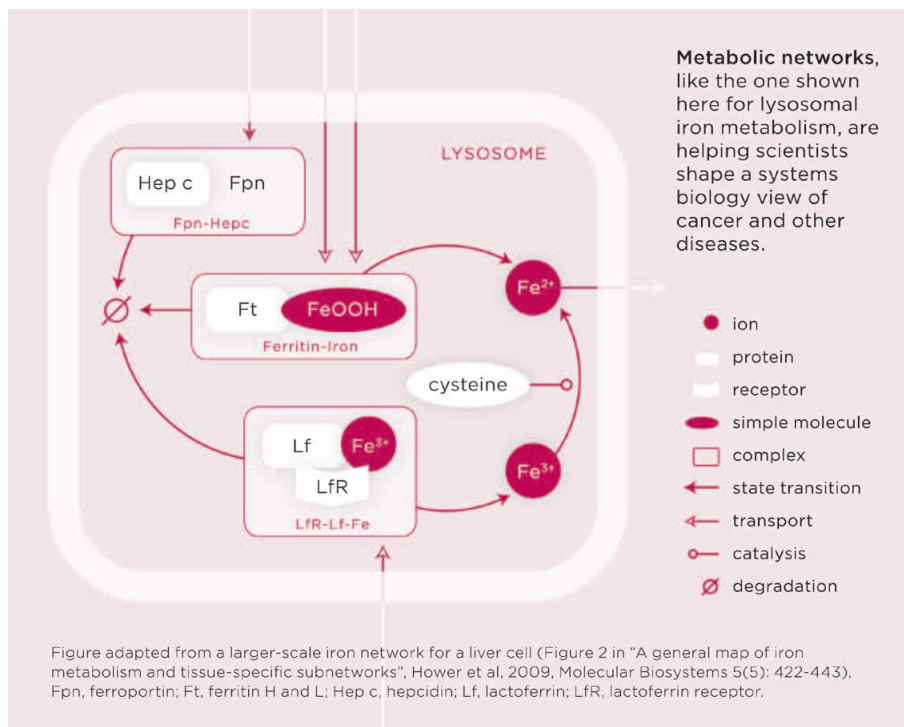 Metabolic networks,
like the one shown
here for lysosomal
iron metabolism, are
helping scientists
shape a systems
biology view of
cancer and other
diseases.
LYSOSOME
Hep c
Fpn
Fpn-Hepc
Fe²⁺
Ft
FeOOH
Ferritin-Iron
cysteine
Lf
Fe³⁺
LfR
LfR-Lf-Fe
Fe³⁺
ion
protein
receptor
simple molecule
complex
state transition
transport
catalysis
degradation
Figure adapted from a larger-scale iron network for a liver cell (Figure 2 in “A general map of iron
metabolism and tissue-specific subnetworks”, Hower et al, 2009, Molecular Biosystems 5(5): 422-443).
Fpn, ferroportin; Ft, ferritin H and L; Hep c, hepcidin; Lf, lactoferrin; LfR, lactoferrin receptor.